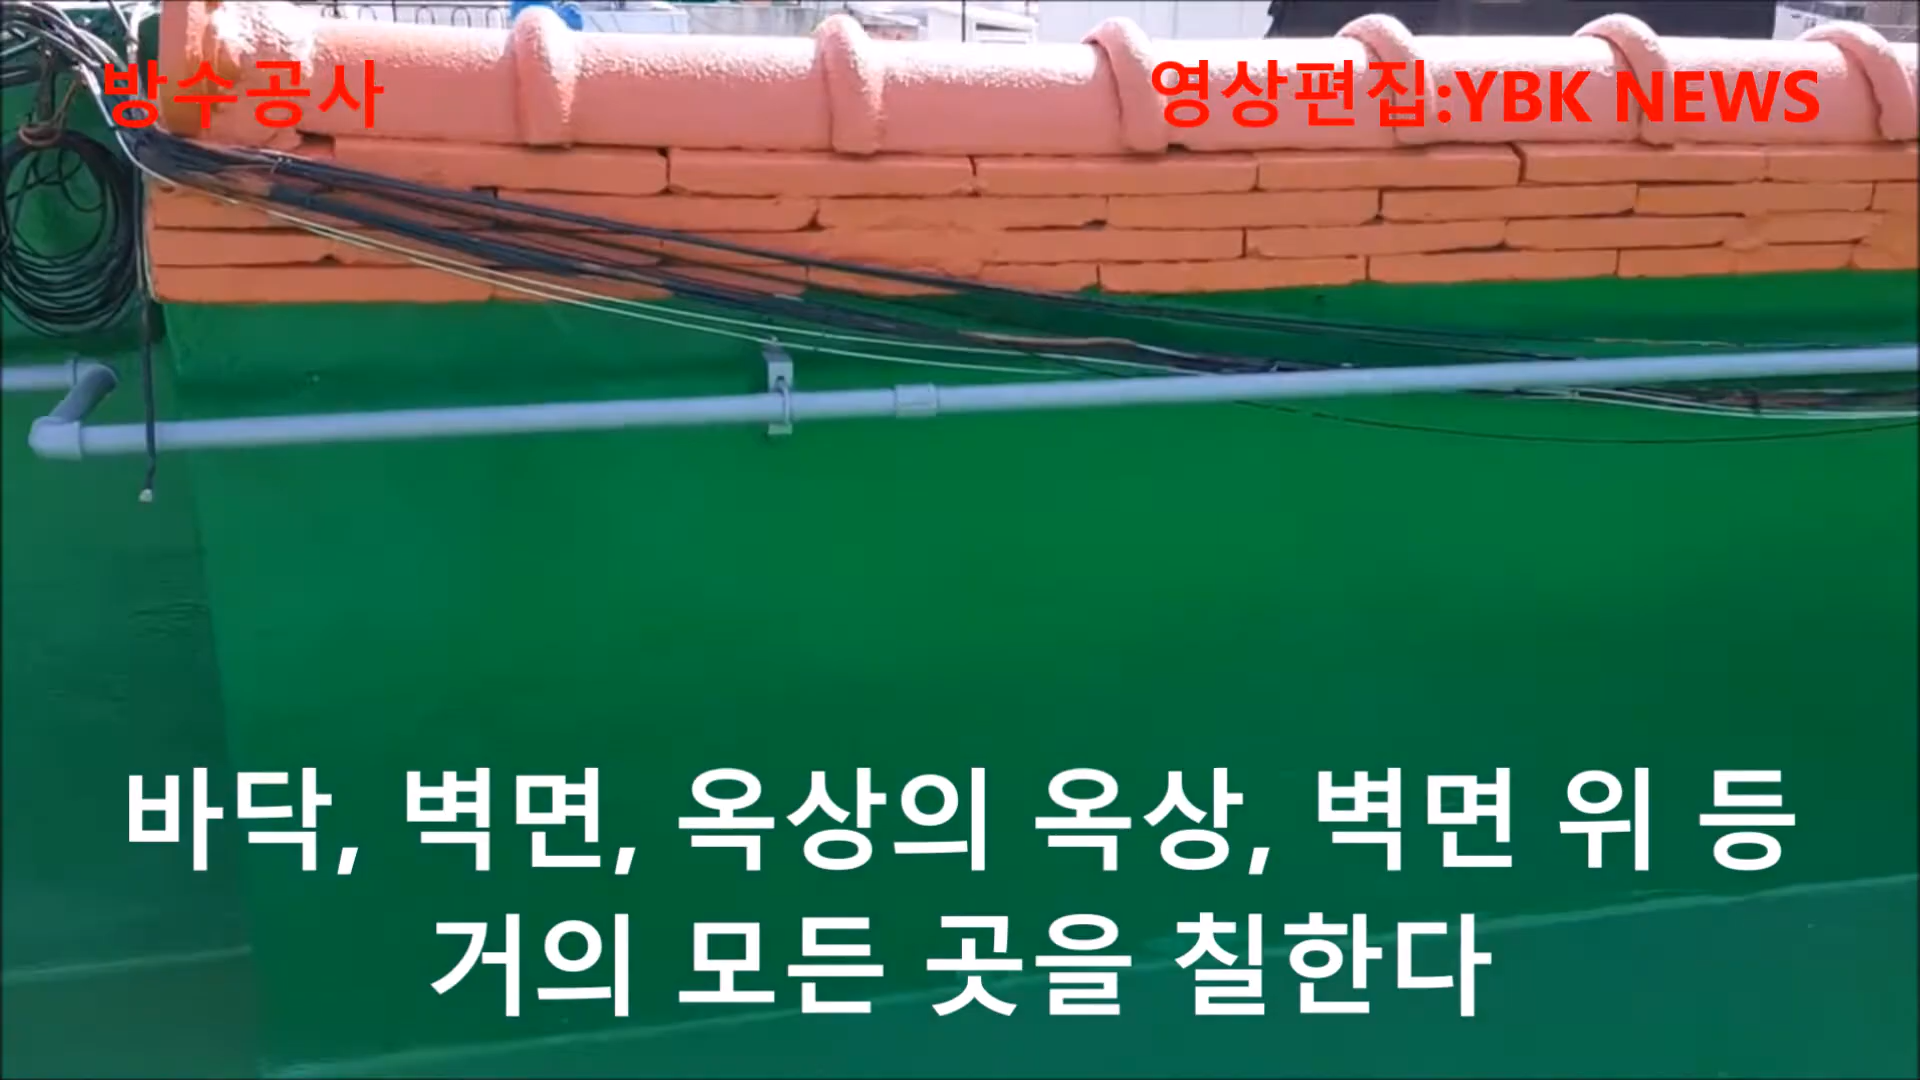 방수공사
영상편집:YBK NEWS
바닥, 벽면, 옥상의 옥상, 벽면 위 등
거의 모든 곳을 칠한다